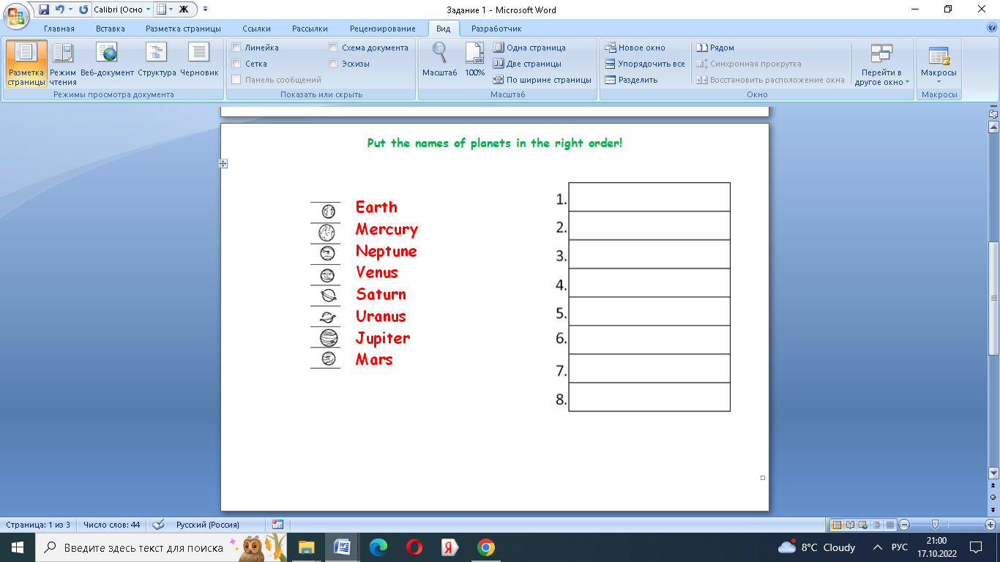 Calibri (Осно
Ж
Задание 1 - Microsoft Word
Главная
Вставка
Разметка страницы
Ссылки
Рассылки
Рецензирование
Вид
Разработчик
Разметка страницы
Режим чтения
Веб-документ
Структура
Черновик
Режимы просмотра документа
Линейка
Схема документа
Сетка
Эскизы
Панель сообщений
Показать или скрыть
Масштаб
100
100%
Одна страница
Две страницы
По ширине страницы
Масштаб
Новое окно
Упорядочить все
Разделить
Рядом
Синхронная прокрутка
Восстановить расположение окна
Перейти в другое окно
Окно
Макросы
Макросы
Put the names of planets in the right order!
Earth
Mercury
Neptune
Venus
Saturn
Uranus
Jupiter
Mars
1.
2.
3.
4.
5.
6.
7.
8.
Страница: 1 из 3
Число слов: 44
Русский (Россия)
Введите здесь текст для поиска
W
Я
8°C Cloudy
РУС
21:00
17.10.2022